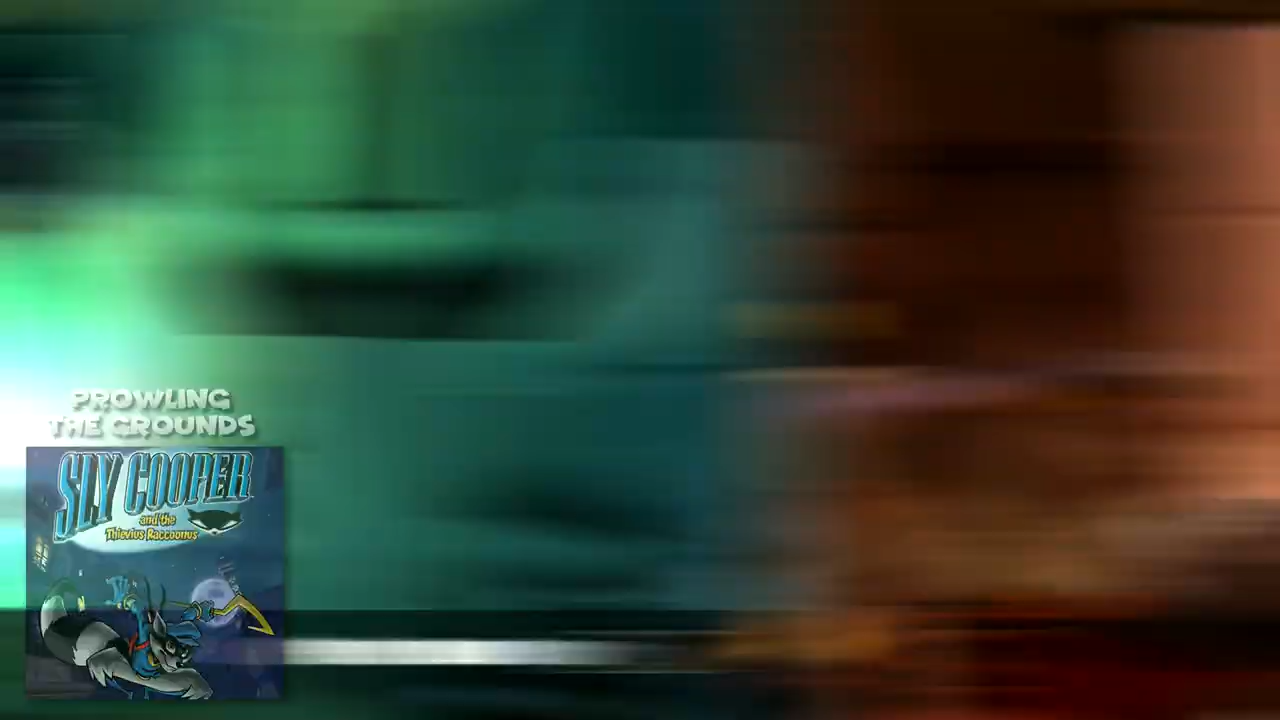 PROWLING
THE GROUNDS
SLY COOPER
and the
Thievius Raccoonus